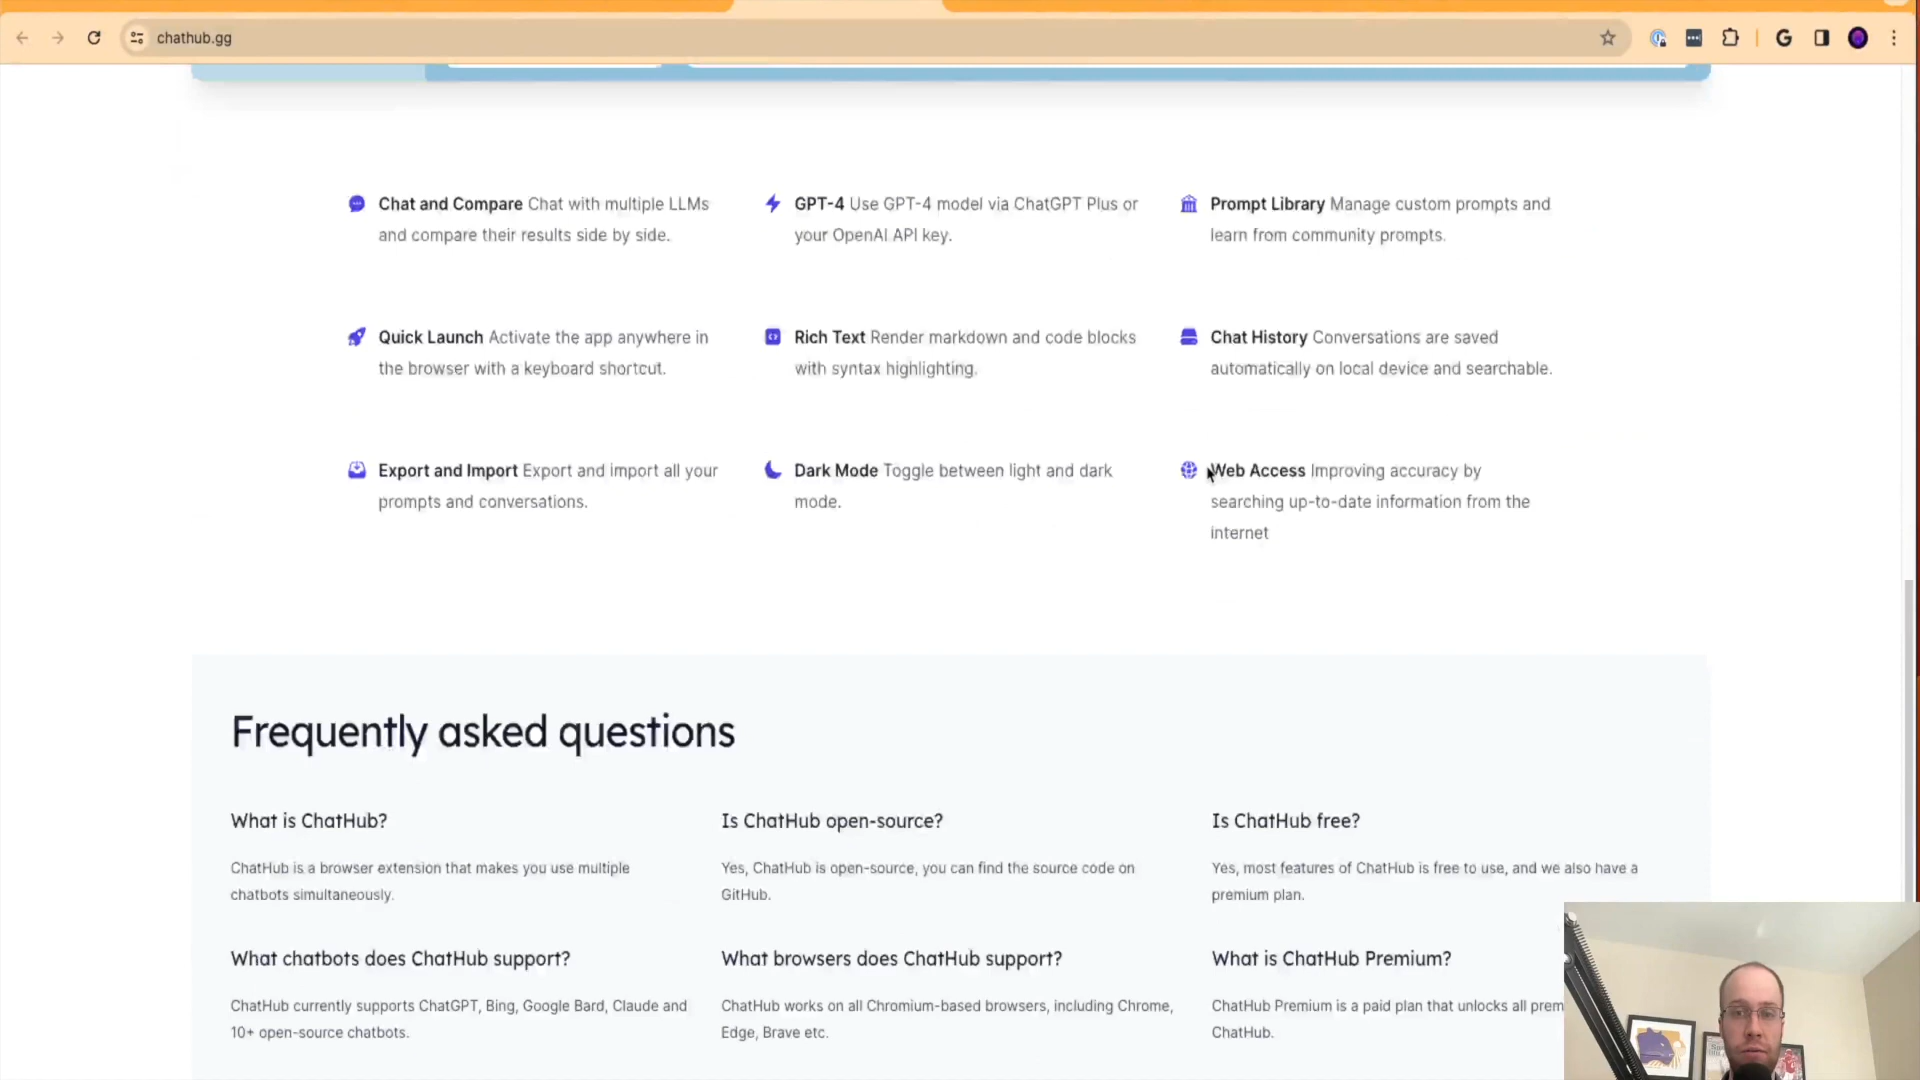 chathub.gg
Chat and Compare Chat with multiple LLMs
and compare their results side by side.
GPT-4 Use GPT-4 model via ChatGPT Plus or
your OpenAI API key.
Prompt Library Manage custom prompts and
learn from community prompts.
Quick Launch Activate the app anywhere in
the browser with a keyboard shortcut.
Rich Text Render markdown and code blocks
with syntax highlighting.
Chat History Conversations are saved
automatically on local device and searchable.
Export and Import Export and import all your
prompts and conversations.
Dark Mode Toggle between light and dark
mode.
Web Access Improving accuracy by
searching up-to-date information from the
internet
Frequently asked questions
What is ChatHub?
ChatHub is a browser extension that makes you use multiple
chatbots simultaneously.
Is ChatHub open-source?
Yes, ChatHub is open-source, you can find the source code on
GitHub.
Is ChatHub free?
Yes, most features of ChatHub is free to use, and we also have a
premium plan.
What chatbots does ChatHub support?
ChatHub currently supports ChatGPT, Bing, Google Bard, Claude and
10+ open-source chatbots.
What browsers does ChatHub support?
ChatHub works on all Chromium-based browsers, including Chrome,
Edge, Brave etc.
What is ChatHub Premium?
ChatHub Premium is a paid plan that unlocks all prem
ChatHub.